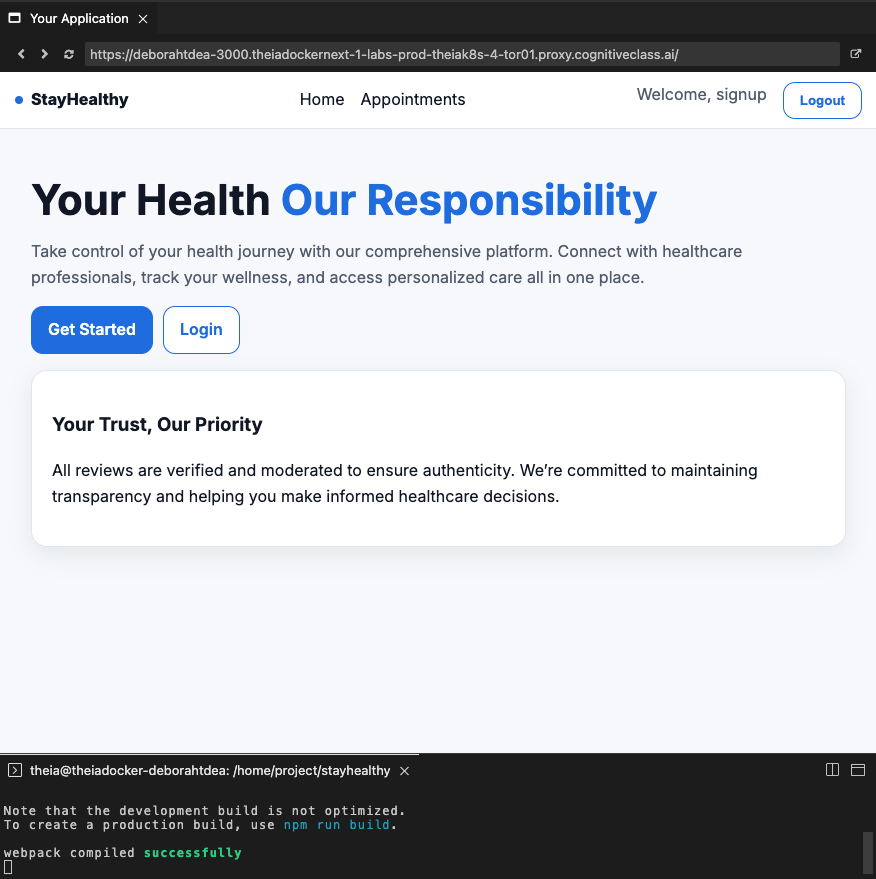 Your Application
https://deborahtdea-3000.theiadockernext-1-labs-prod-theiak8s-4-tor01.proxy.cognitiveclass.ai/
StayHealthy
Home Appointments
Welcome, signup
Logout
Your Health Our Responsibility
Take control of your health journey with our comprehensive platform. Connect with healthcare
professionals, track your wellness, and access personalized care all in one place.
Get Started
Login
Your Trust, Our Priority
All reviews are verified and moderated to ensure authenticity. We’re committed to maintaining
transparency and helping you make informed healthcare decisions.
theia@theiadocker-deborahtdea: /home/project/stayhealthy
Note that the development build is not optimized.
To create a production build, use npm run build.
webpack compiled successfully